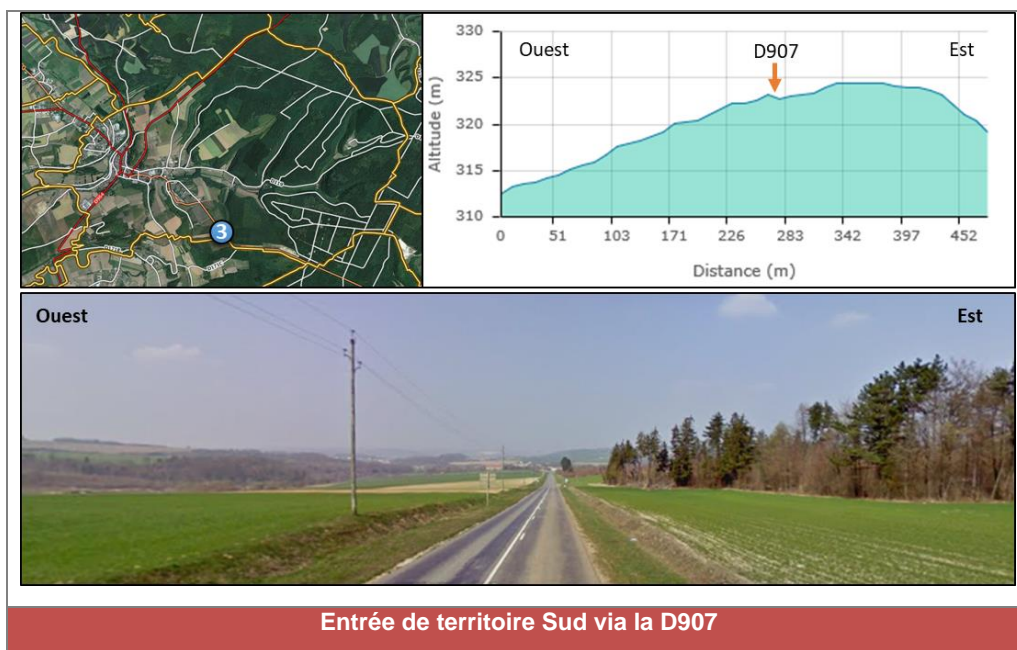 330
Ouest
D907
Est
325
320
315
310
Altitude (m)
0 51 103 171 226 283 342 397 452
Distance (m)
3
Ouest
Est
Entrée de territoire Sud via la D907